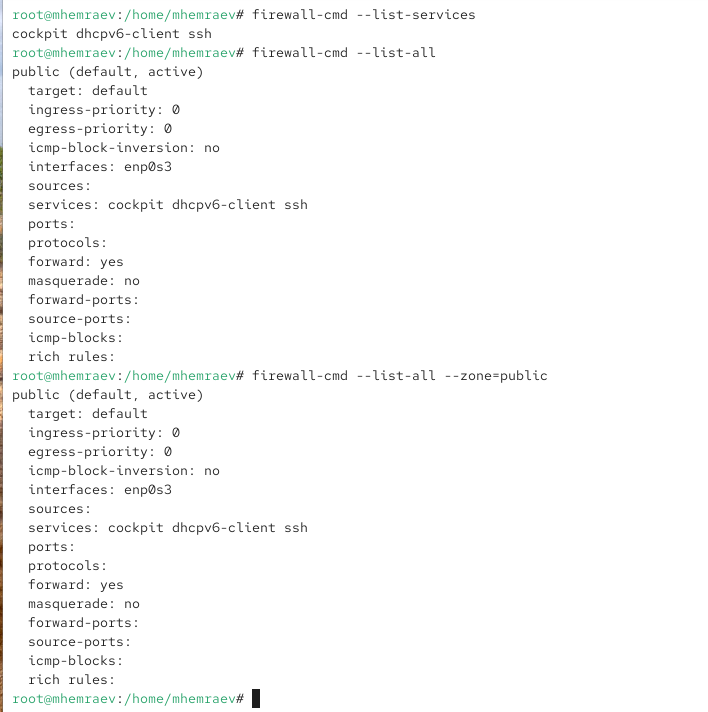 root@mhemraev:/home/mhemraev# firewall-cmd --list-services
cockpit dhcpv6-client ssh
root@mhemraev:/home/mhemraev# firewall-cmd --list-all
public (default, active)
  target: default
  ingress-priority: 0
  egress-priority: 0
  icmp-block-inversion: no
  interfaces: enp0s3
  sources:
  services: cockpit dhcpv6-client ssh
  ports:
  protocols:
  forward: yes
  masquerade: no
  forward-ports:
  source-ports:
  icmp-blocks:
  rich rules:
root@mhemraev:/home/mhemraev# firewall-cmd --list-all --zone=public
public (default, active)
  target: default
  ingress-priority: 0
  egress-priority: 0
  icmp-block-inversion: no
  interfaces: enp0s3
  sources:
  services: cockpit dhcpv6-client ssh
  ports:
  protocols:
  forward: yes
  masquerade: no
  forward-ports:
  source-ports:
  icmp-blocks:
  rich rules:
root@mhemraev:/home/mhemraev#